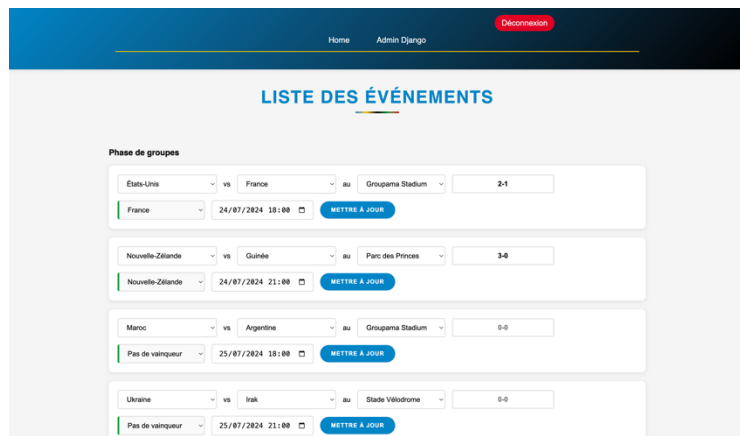 Déconnexion
Home Admin Django
LISTE DES ÉVÉNEMENTS
Phase de groupes
États-Unis vs France au Groupama Stadium 2-1
France 24/07/2024 18:00 METTRE À JOUR
Nouvelle-Zélande vs Guinée au Parc des Princes 3-0
Nouvelle-Zélande 24/07/2024 21:00 METTRE À JOUR
Maroc vs Argentine au Groupama Stadium 0-0
Pas de vainqueur 25/07/2024 18:00 METTRE À JOUR
Ukraine vs Irak au Stade Vélodrome 0-0
Pas de vainqueur 25/07/2024 21:00 METTRE À JOUR